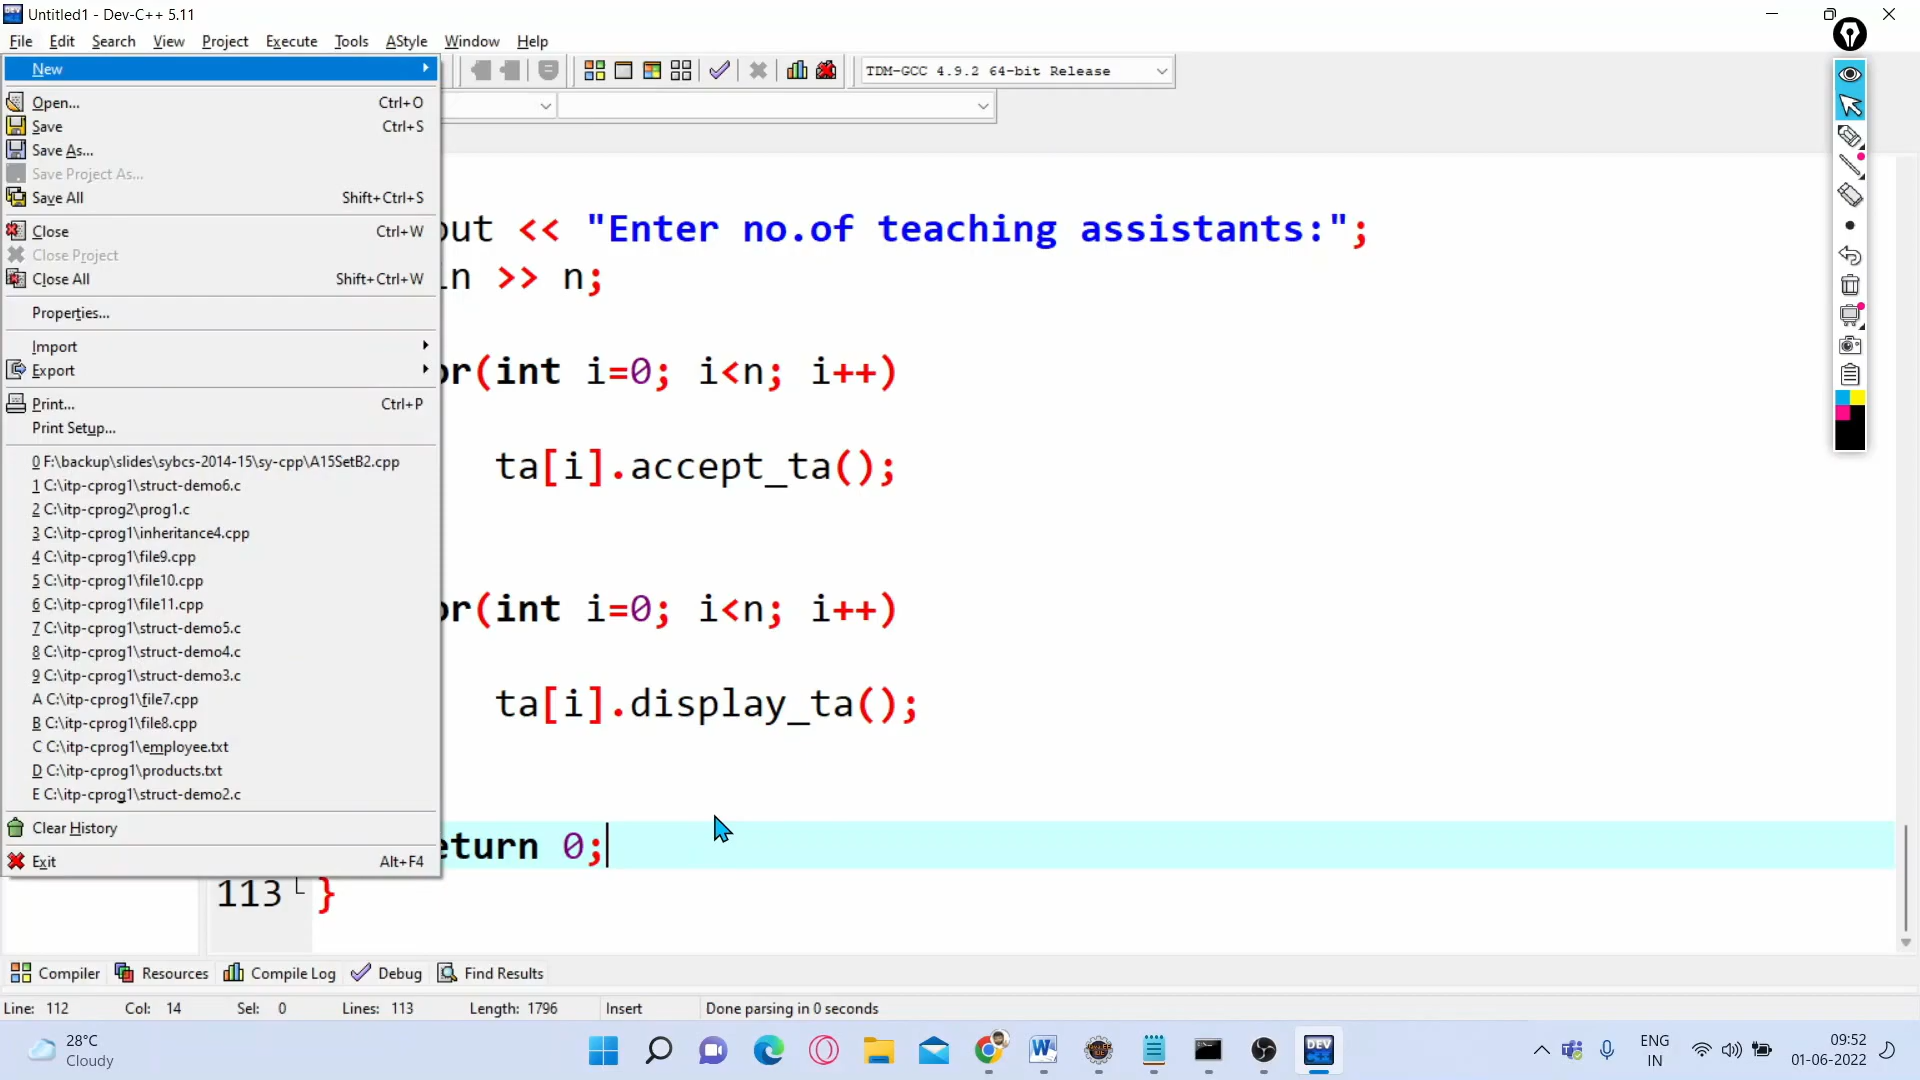 Untitled1 - Dev-C++ 5.11
File Edit Search View Project Execute Tools AStyle Window Help
New
TDM-GCC 4.9.2 64-bit Release
Open... Ctrl+O
Save Ctrl+S
Save As...
Save Project As...
Save All Shift+Ctrl+S
Close Ctrl+W
Close Project
Close All Shift+Ctrl+W
Properties...
Import
Export
Print... Ctrl+P
Print Setup...
0 F:\backup\slides\sybcs-2014-15\sy-cpp\A15SetB2.cpp
1 C:\itp-cprog1\struct-demo6.c
2 C:\itp-cprog2\prog1.c
3 C:\itp-cprog1\inheritance4.cpp
4 C:\itp-cprog1\file9.cpp
5 C:\itp-cprog1\file10.cpp
6 C:\itp-cprog1\file11.cpp
7 C:\itp-cprog1\struct-demo5.c
8 C:\itp-cprog1\struct-demo4.c
9 C:\itp-cprog1\struct-demo3.c
A C:\itp-cprog1\file7.cpp
B C:\itp-cprog1\file8.cpp
C C:\itp-cprog1\employee.txt
D C:\itp-cprog1\products.txt
E C:\itp-cprog1\struct-demo2.c
Clear History
Exit Alt+F4
out << "Enter no.of teaching assistants:";
in >> n;
or(int i=0; i<n; i++)
ta[i].accept_ta();
or(int i=0; i<n; i++)
ta[i].display_ta();
eturn 0;
113 }
Compiler Resources Compile Log Debug Find Results
Line: 112 Col: 14 Sel: 0 Lines: 113 Length: 1796 Insert Done parsing in 0 seconds
28°C
Cloudy
DEV
ENG
IN
09:52
01-06-2022